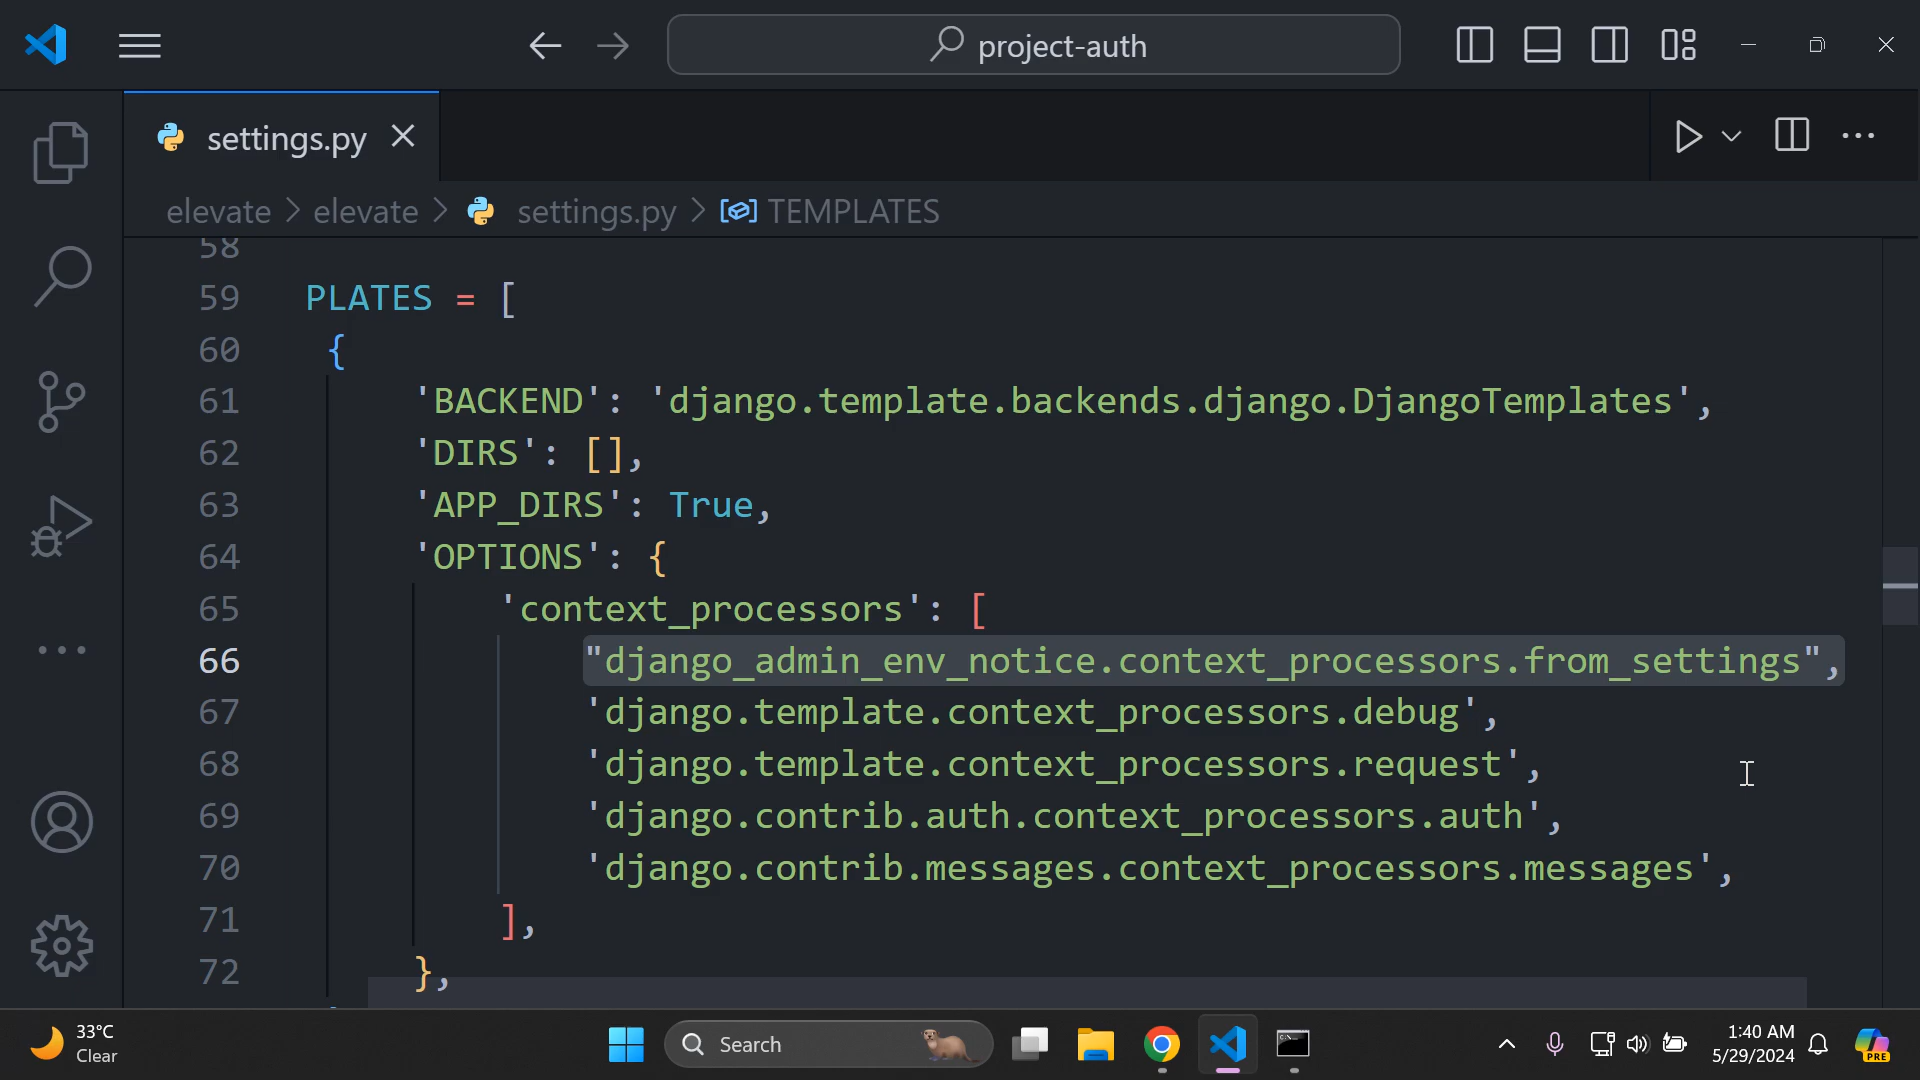 project-auth
settings.py
elevate > elevate > settings.py > TEMPLATES
58
59 PLATES = [
60 {
61 'BACKEND': 'django.template.backends.django.DjangoTemplates',
62 'DIRS': [],
63 'APP_DIRS': True,
64 'OPTIONS': {
65 'context_processors': [
66 "django_admin_env_notice.context_processors.from_settings",
67 'django.template.context_processors.debug',
68 'django.template.context_processors.request',
69 'django.contrib.auth.context_processors.auth',
70 'django.contrib.messages.context_processors.messages',
71 ],
72 },
33°C
Clear
Search
1:40 AM
5/29/2024
PRE